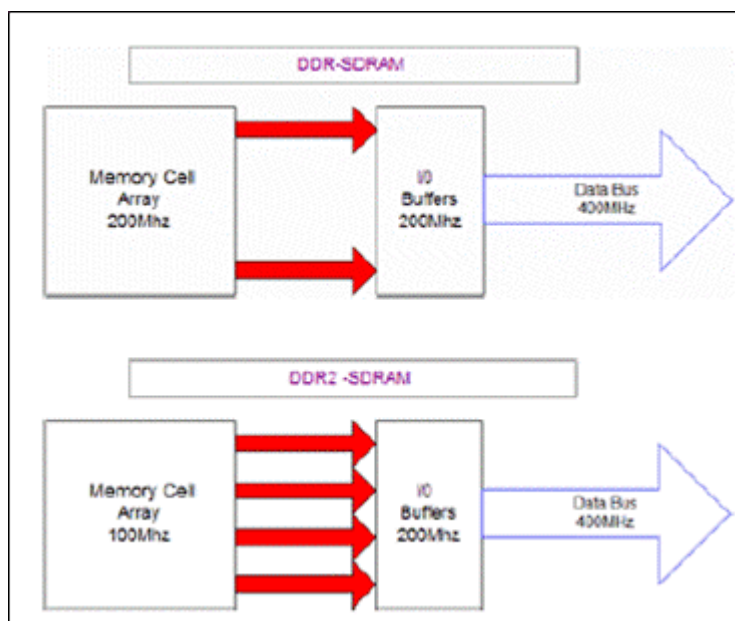 DDR-SDRAM
Memory Cell
Array
200Mhz
I/0
Buffers
200Mhz
Data Bus
400MHz
DDR2 -SDRAM
Memory Cell
Array
100Mhz
I/0
Buffers
200Mhz
Data Bus
400MHz